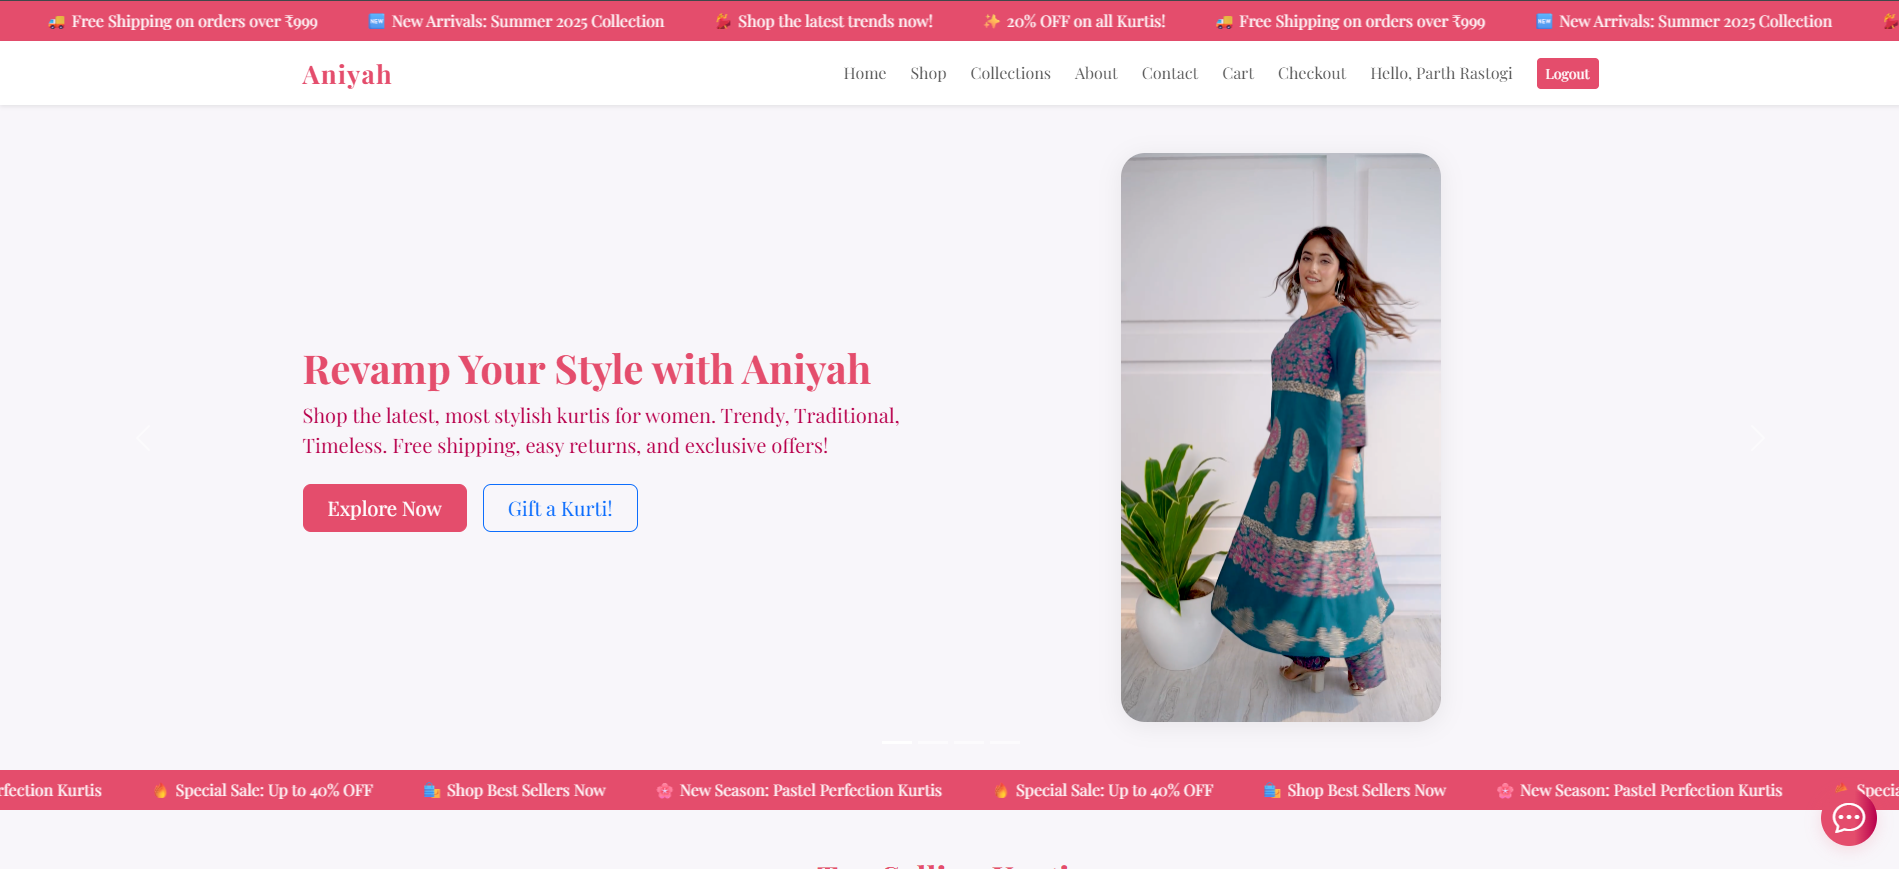 🚚 Free Shipping on orders over ₹999 🆕 New Arrivals: Summer 2025 Collection 💃 Shop the latest trends now! ✨ 20% OFF on all Kurtis! 🚚 Free Shipping on orders over ₹999 🆕 New Arrivals: Summer 2025 Collection
Aniyah Home Shop Collections About Contact Cart Checkout Hello, Parth Rastogi Logout
Revamp Your Style with Aniyah
Shop the latest, most stylish kurtis for women. Trendy, Traditional,
Timeless. Free shipping, easy returns, and exclusive offers!
Explore Now Gift a Kurti!
Kurtis 🔥 Special Sale: Up to 40% OFF 🛍️ Shop Best Sellers Now 🌸 New Season: Pastel Perfection Kurtis 🔥 Special Sale: Up to 40% OFF 🛍️ Shop Best Sellers Now 🌸 New Season: Pastel Perfection Kurtis